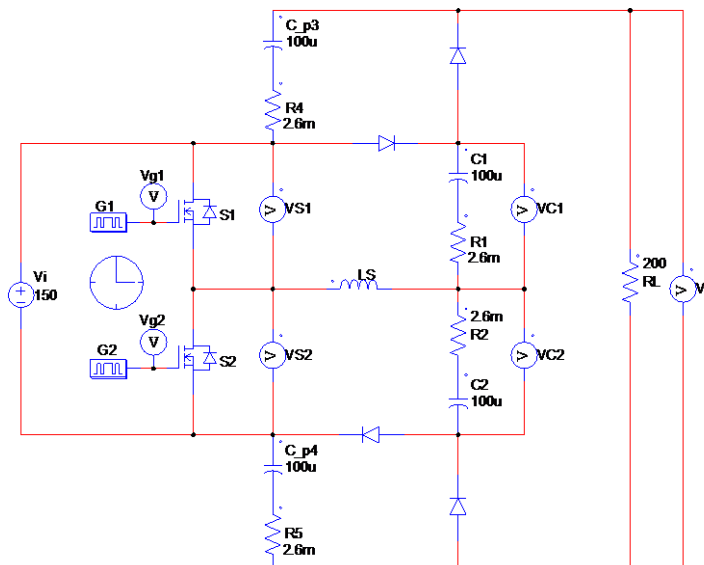 C_p3
100u
R4
2.6m
Vg1
V
G1
S1
V
VS1
C1
100u
R1
2.6m
V
VC1
Vi
150
LS
200
RL
V
V
Vg2
V
G2
S2
V
VS2
2.6m
R2
C2
100u
V
VC2
C_p4
100u
R5
2.6m